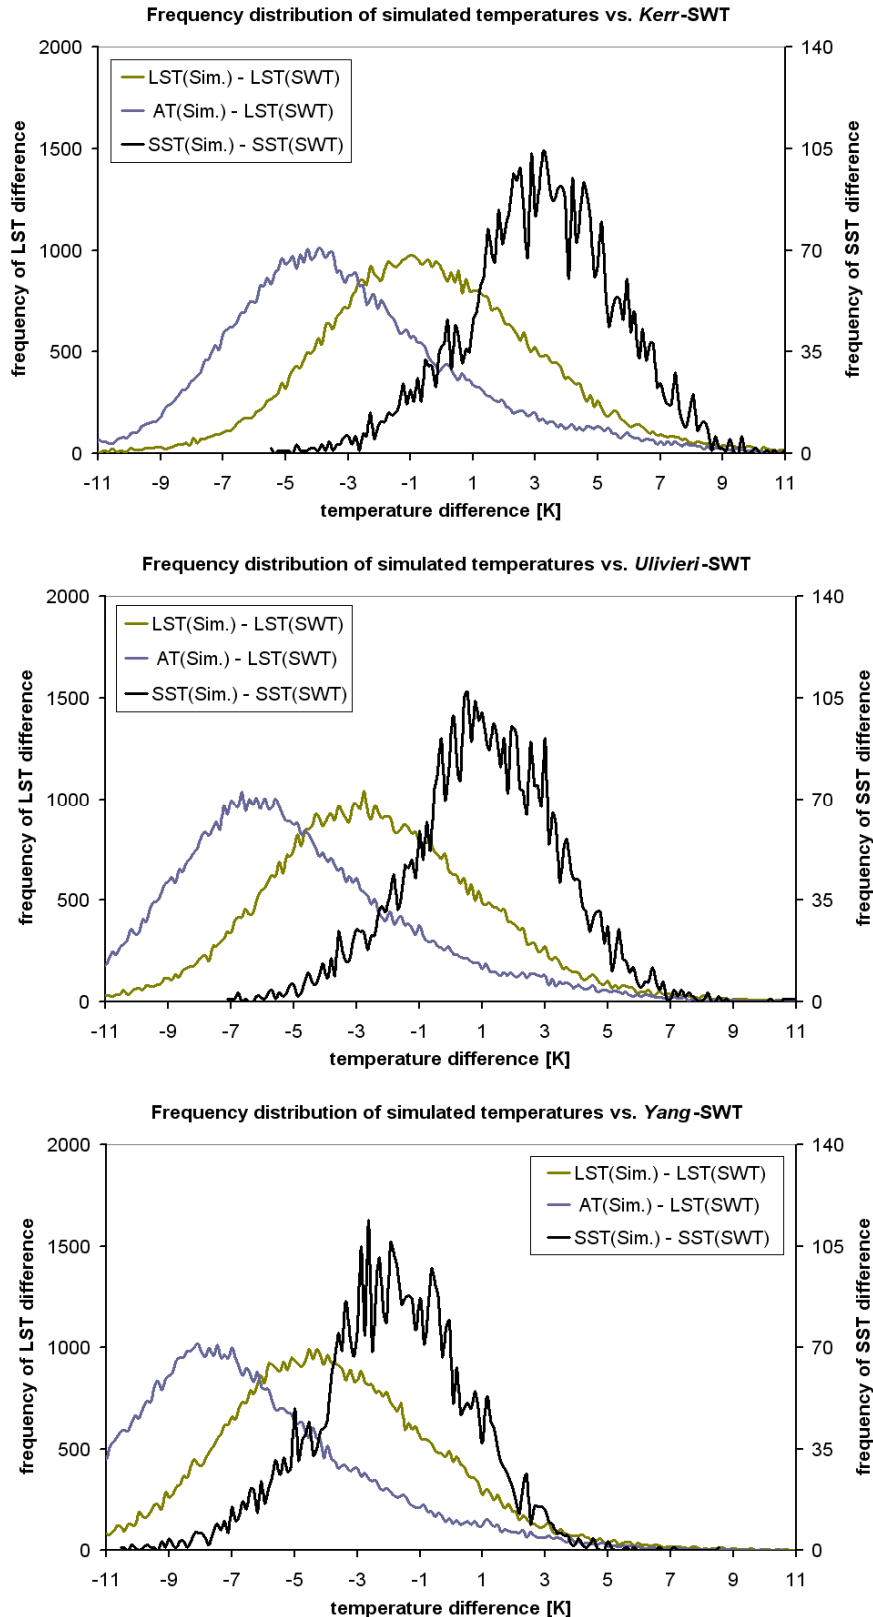 Frequency distribution of simulated temperatures vs. Kerr-SWT
2000
1500
1000
500
0
140
105
70
35
0
frequency of LST difference
frequency of SST difference
LST(Sim.) - LST(SWT)
AT(Sim.) - LST(SWT)
SST(Sim.) - SST(SWT)
-11 -9 -7 -5 -3 -1 1 3 5 7 9 11
temperature difference [K]
Frequency distribution of simulated temperatures vs. Ulivieri-SWT
2000
1500
1000
500
0
140
105
70
35
0
frequency of LST difference
frequency of SST difference
LST(Sim.) - LST(SWT)
AT(Sim.) - LST(SWT)
SST(Sim.) - SST(SWT)
-11 -9 -7 -5 -3 -1 1 3 5 7 9 11
temperature difference [K]
Frequency distribution of simulated temperatures vs. Yang-SWT
2000
1500
1000
500
0
140
105
70
35
0
frequency of LST difference
frequency of SST difference
LST(Sim.) - LST(SWT)
AT(Sim.) - LST(SWT)
SST(Sim.) - SST(SWT)
-11 -9 -7 -5 -3 -1 1 3 5 7 9 11
temperature difference [K]